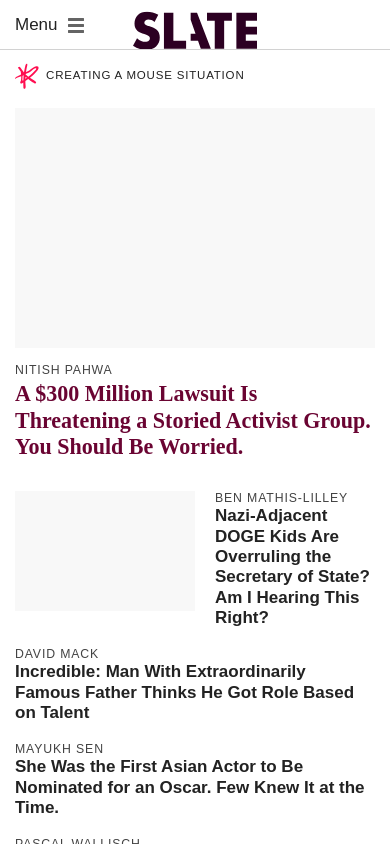 Menu
SLATE
CREATING A MOUSE SITUATION
NITISH PAHWA
A $300 Million Lawsuit Is
Threatening a Storied Activist Group.
You Should Be Worried.
BEN MATHIS-LILLEY
Nazi-Adjacent
DOGE Kids Are
Overruling the
Secretary of State?
Am I Hearing This
Right?
DAVID MACK
Incredible: Man With Extraordinarily
Famous Father Thinks He Got Role Based
on Talent
MAYUKH SEN
She Was the First Asian Actor to Be
Nominated for an Oscar. Few Knew It at the
Time.
PASCAL WALLISCH